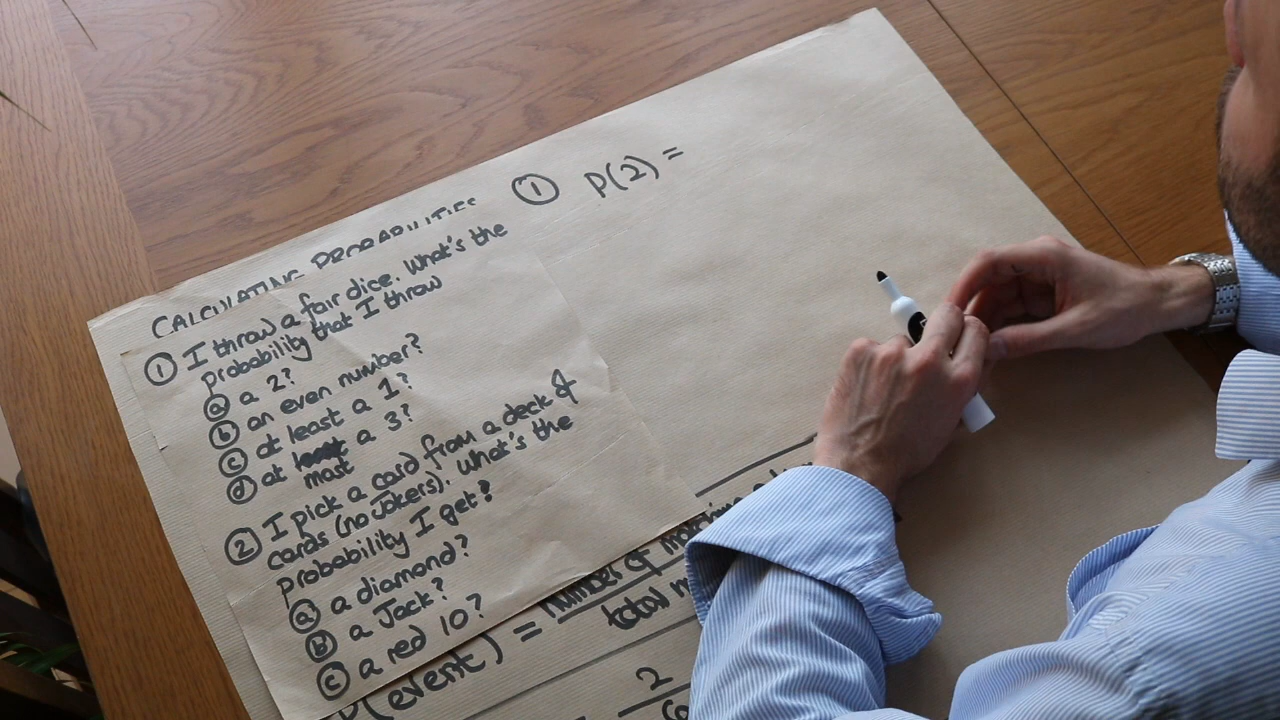 CALCULATING PROBABILITIES
① I throw a fair dice. What's the
probability that I throw
ⓐ a 2?
ⓑ an even number?
ⓒ at least a 1?
ⓓ at a 3?
most
② I pick a card from a deck of
cards (no Jokers). What's the
probability I get?
ⓐ a diamond?
ⓑ a Jack?
ⓒ a red 10?
① P(2) =
P(event) = number of
total
2
6